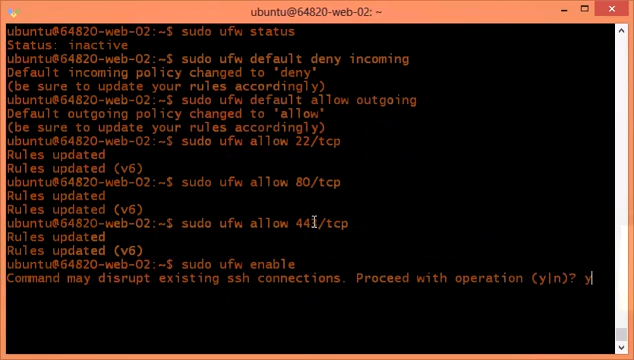 ubuntu@64820-web-02: ~
ubuntu@64820-web-02:~$ sudo ufw status
Status: inactive
ubuntu@64820-web-02:~$ sudo ufw default deny incoming
Default incoming policy changed to 'deny'
(be sure to update your rules accordingly)
ubuntu@64820-web-02:~$ sudo ufw default allow outgoing
Default outgoing policy changed to 'allow'
(be sure to update your rules accordingly)
ubuntu@64820-web-02:~$ sudo ufw allow 22/tcp
Rules updated
Rules updated (v6)
ubuntu@64820-web-02:~$ sudo ufw allow 80/tcp
Rules updated
Rules updated (v6)
ubuntu@64820-web-02:~$ sudo ufw allow 443/tcp
Rules updated
Rules updated (v6)
ubuntu@64820-web-02:~$ sudo ufw enable
Command may disrupt existing ssh connections. Proceed with operation (y|n)? y